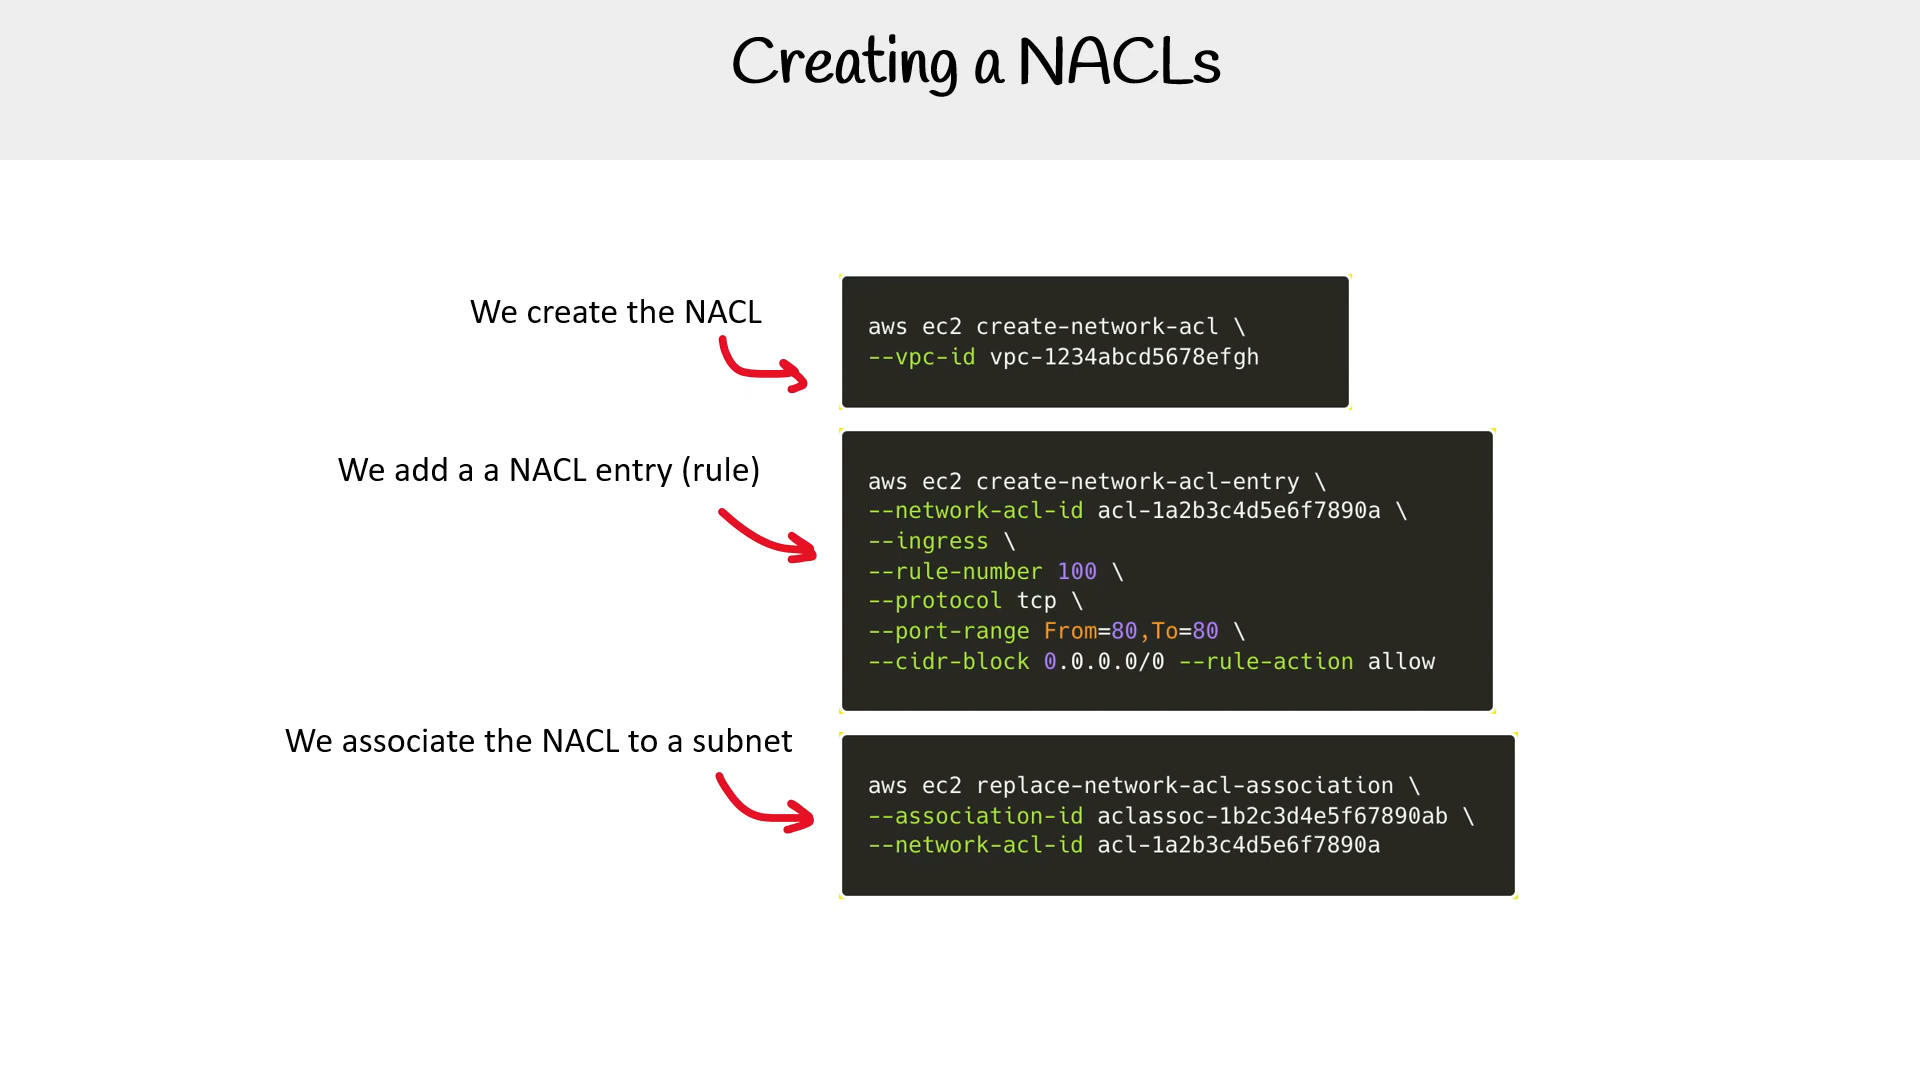 Creating a NACLs
We create the NACL
aws ec2 create-network-acl \
--vpc-id vpc-1234abcd5678efgh
We add a a NACL entry (rule)
aws ec2 create-network-acl-entry \
--network-acl-id acl-1a2b3c4d5e6f7890a \
--ingress \
--rule-number 100 \
--protocol tcp \
--port-range From=80,To=80 \
--cidr-block 0.0.0.0/0 --rule-action allow
We associate the NACL to a subnet
aws ec2 replace-network-acl-association \
--association-id aclassoc-1b2c3d4e5f67890ab \
--network-acl-id acl-1a2b3c4d5e6f7890a